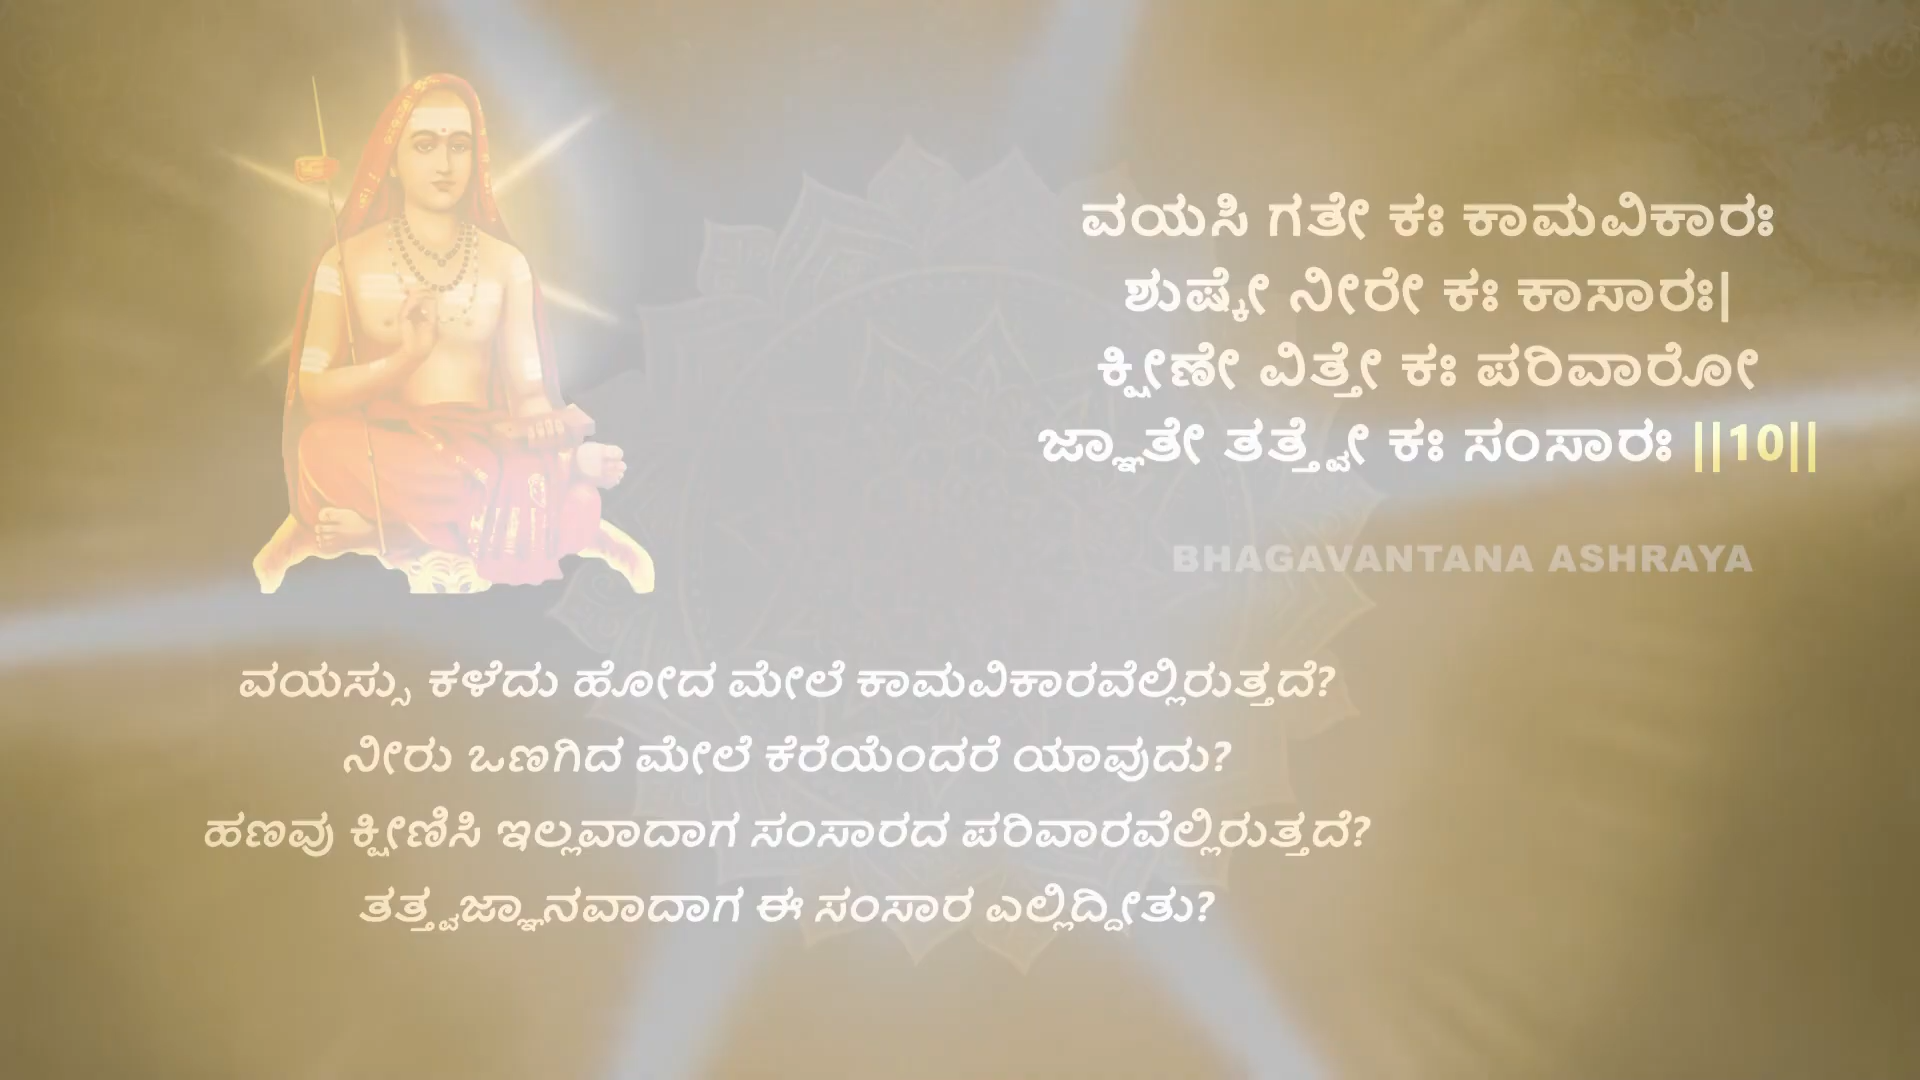 ವಯಸಿ ಗತೇ ಕಃ ಕಾಮವಿಕಾರಃ
ಶುಷ್ಕೇ ನೀರೇ ಕಃ ಕಾಸಾರಃ|
ಕ್ಷೀಣೇ ವಿತ್ತೇ ಕಃ ಪರಿವಾರೋ
ಜ್ಞಾತೇ ತತ್ತ್ವೇ ಕಃ ಸಂಸಾರಃ ||10||
BHAGAVANTANA ASHRAYA
ವಯಸ್ಸು ಕಳೆದು ಹೋದ ಮೇಲೆ ಕಾಮವಿಕಾರವೆಲ್ಲಿರುತ್ತದೆ?
ನೀರು ಒಣಗಿದ ಮೇಲೆ ಕೆರೆಯೆಂದರೆ ಯಾವುದು?
ಹಣವು ಕ್ಷೀಣಿಸಿ ಇಲ್ಲವಾದಾಗ ಸಂಸಾರದ ಪರಿವಾರವೆಲ್ಲಿರುತ್ತದೆ?
ತತ್ತ್ವಜ್ಞಾನವಾದಾಗ ಈ ಸಂಸಾರ ಎಲ್ಲಿದ್ದೀತು?